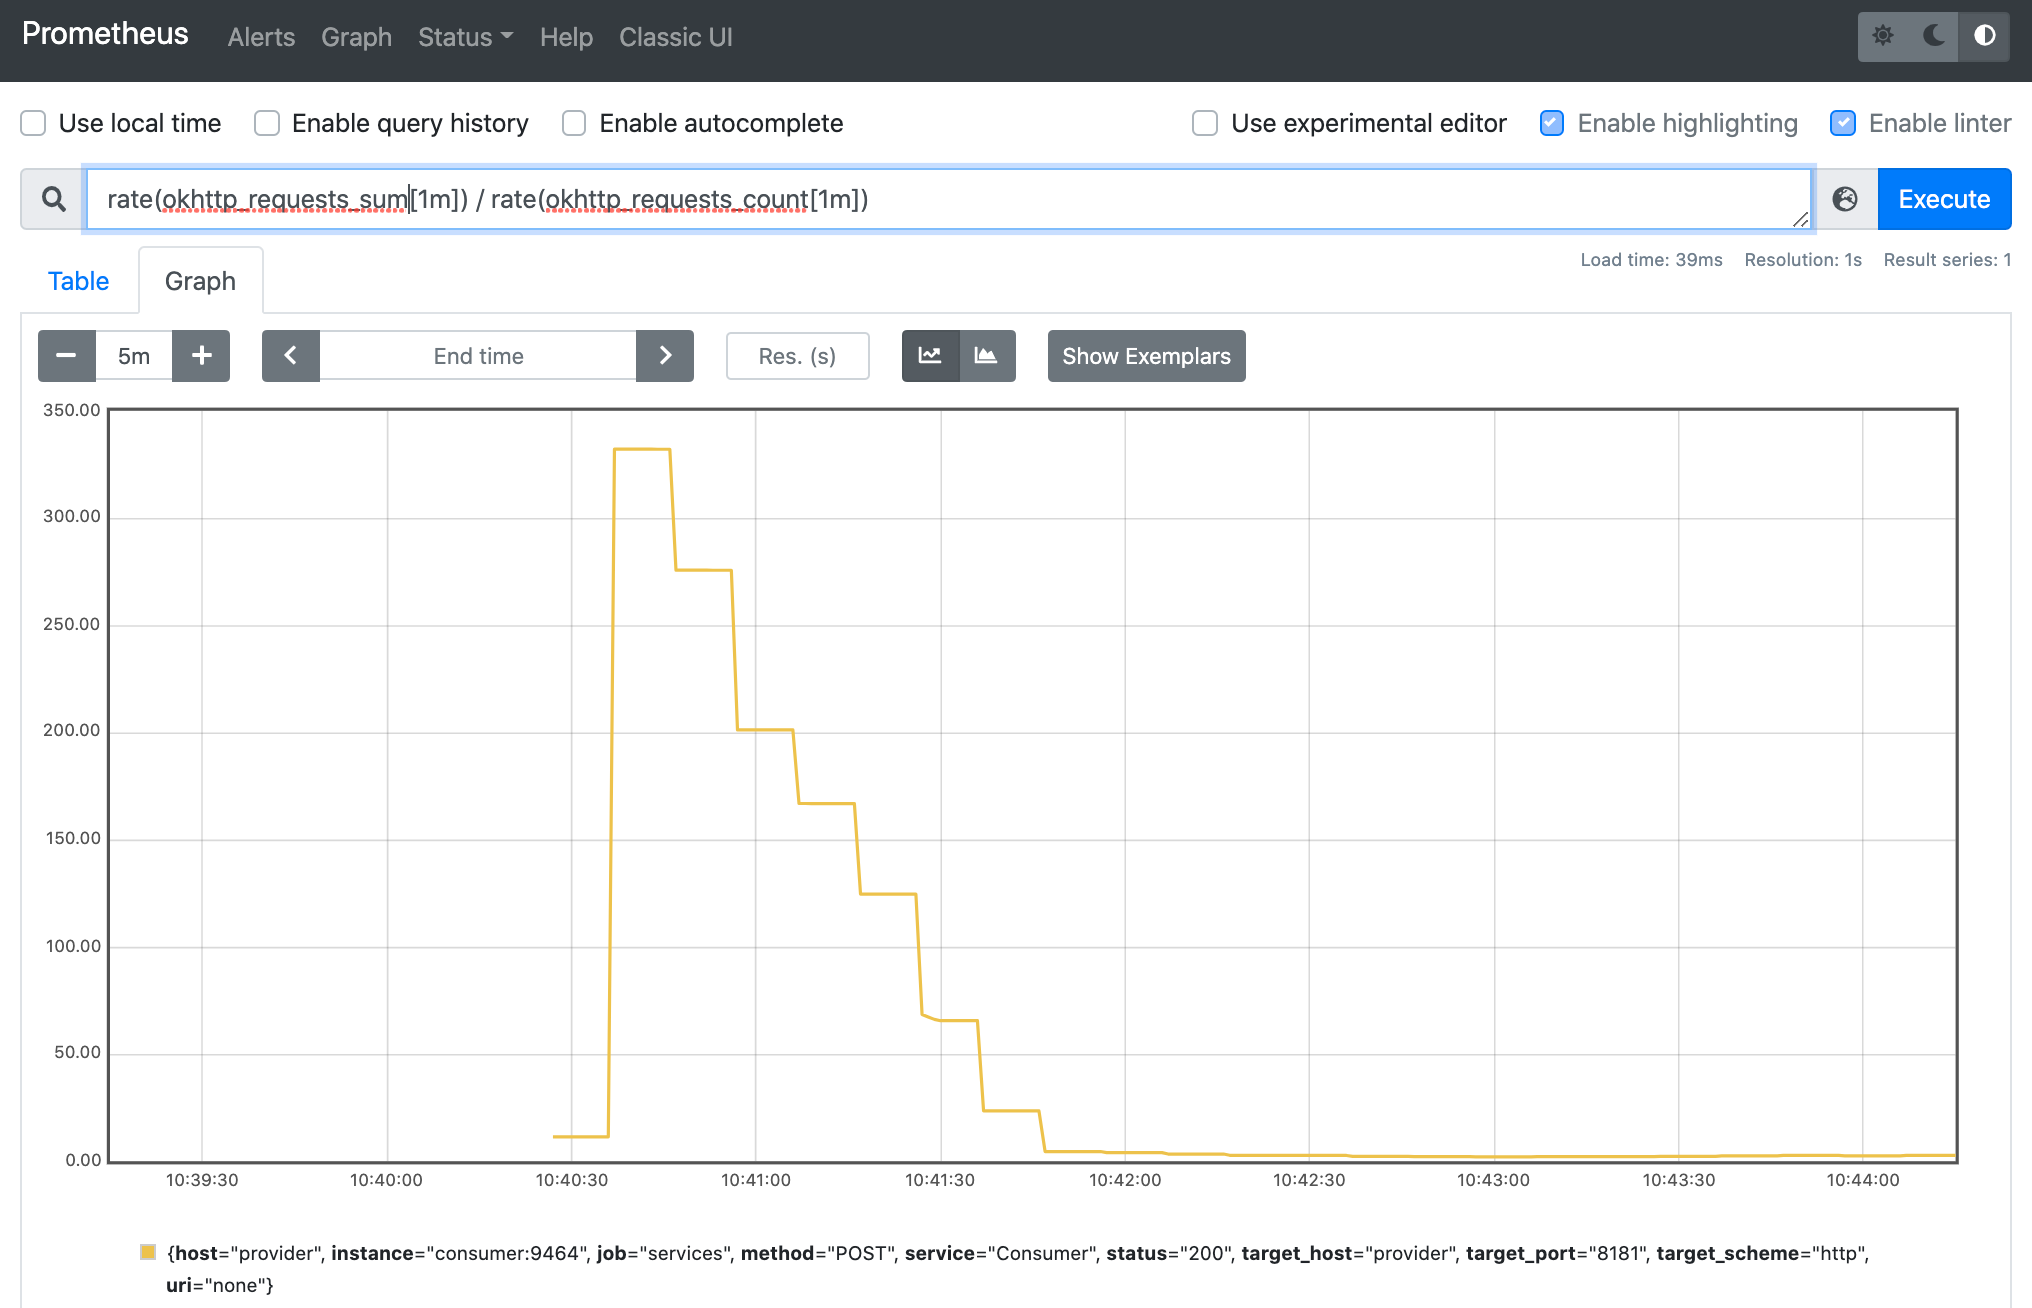 Prometheus Alerts Graph Status Help Classic UI
Use local time Enable query history Enable autocomplete Use experimental editor Enable highlighting Enable linter
rate(okhttp_requests_sum[1m]) / rate(okhttp_requests_count[1m]) Execute
Load time: 39ms Resolution: 1s Result series: 1
Table Graph
5m End time Res. (s) Show Exemplars
350.00
300.00
250.00
200.00
150.00
100.00
50.00
0.00
10:39:30 10:40:00 10:40:30 10:41:00 10:41:30 10:42:00 10:42:30 10:43:00 10:43:30 10:44:00
{host="provider", instance="consumer:9464", job="services", method="POST", service="Consumer", status="200", target_host="provider", target_port="8181", target_scheme="http",
uri="none"}